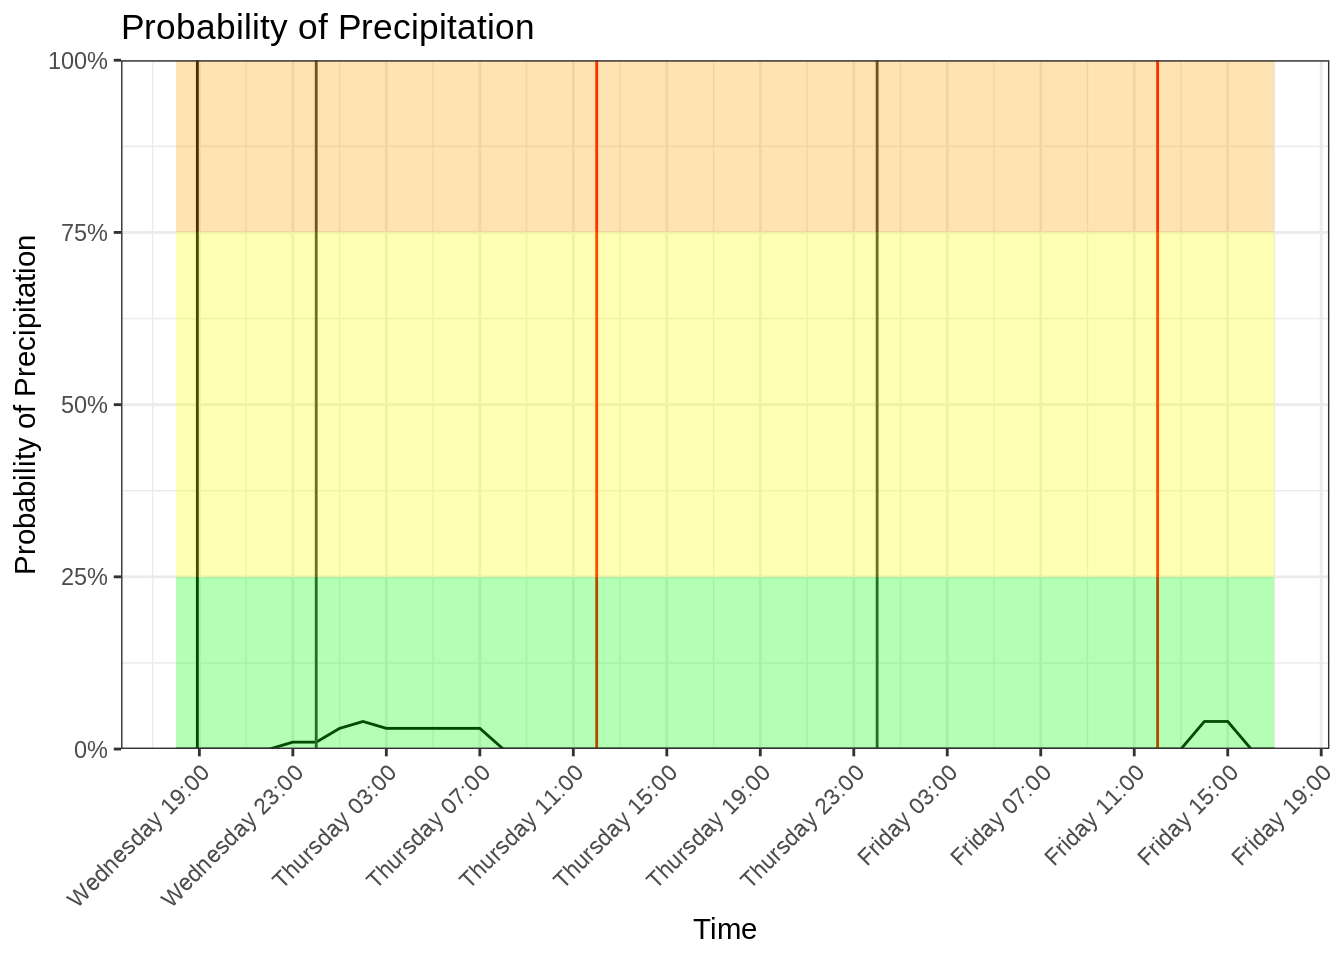 Probability of Precipitation
100%
75%
50%
25%
0%
Probability of Precipitation
Wednesday 19:00
Wednesday 23:00
Thursday 03:00
Thursday 07:00
Thursday 11:00
Thursday 15:00
Thursday 19:00
Thursday 23:00
Friday 03:00
Friday 07:00
Friday 11:00
Friday 15:00
Friday 19:00
Time